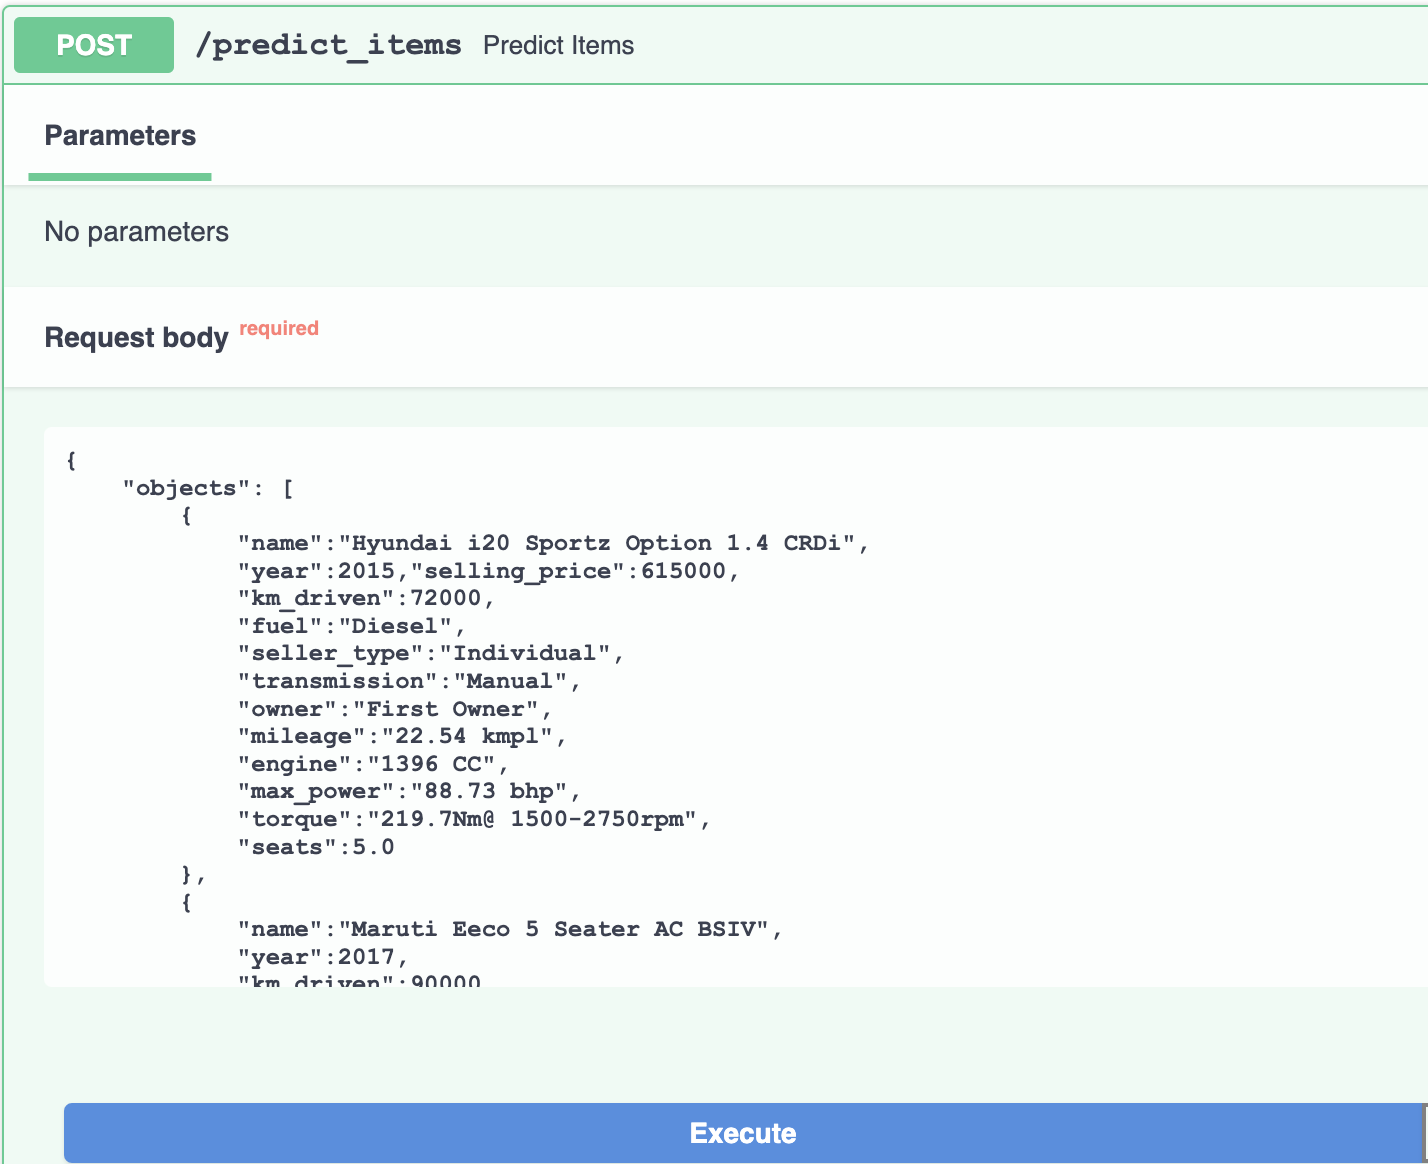 POST /predict_items Predict Items
Parameters
No parameters
Request body required
{
    "objects": [
        {
            "name":"Hyundai i20 Sportz Option 1.4 CRDi",
            "year":2015,"selling_price":615000,
            "km_driven":72000,
            "fuel":"Diesel",
            "seller_type":"Individual",
            "transmission":"Manual",
            "owner":"First Owner",
            "mileage":"22.54 kmpl",
            "engine":"1396 CC",
            "max_power":"88.73 bhp",
            "torque":"219.7Nm@ 1500-2750rpm",
            "seats":5.0
        },
        {
            "name":"Maruti Eeco 5 Seater AC BSIV",
            "year":2017,
            "km_driven":90000
Execute